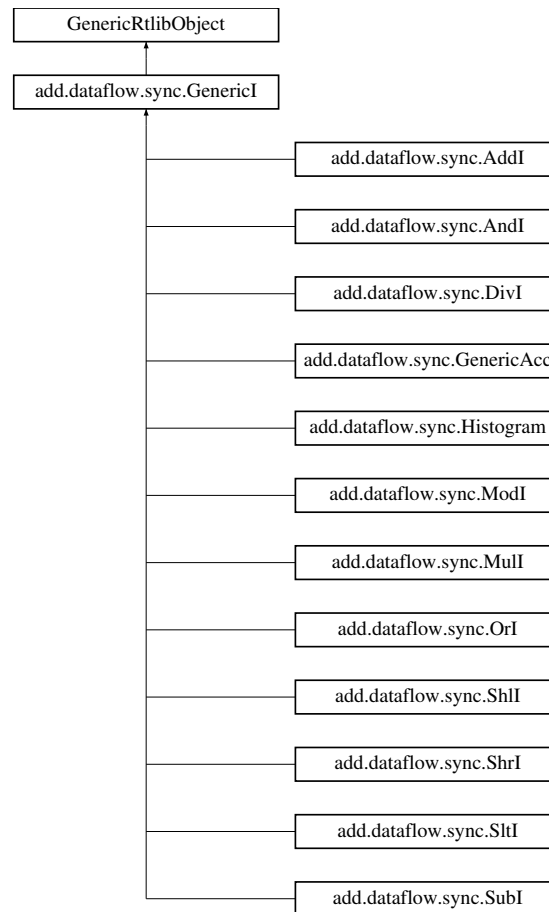 GenericRtlibObject
add.dataflow.sync.GenericI
add.dataflow.sync.AddI
add.dataflow.sync.AndI
add.dataflow.sync.DivI
add.dataflow.sync.GenericAcc
add.dataflow.sync.Histogram
add.dataflow.sync.ModI
add.dataflow.sync.MulI
add.dataflow.sync.OrI
add.dataflow.sync.ShlI
add.dataflow.sync.ShrI
add.dataflow.sync.SltI
add.dataflow.sync.SubI